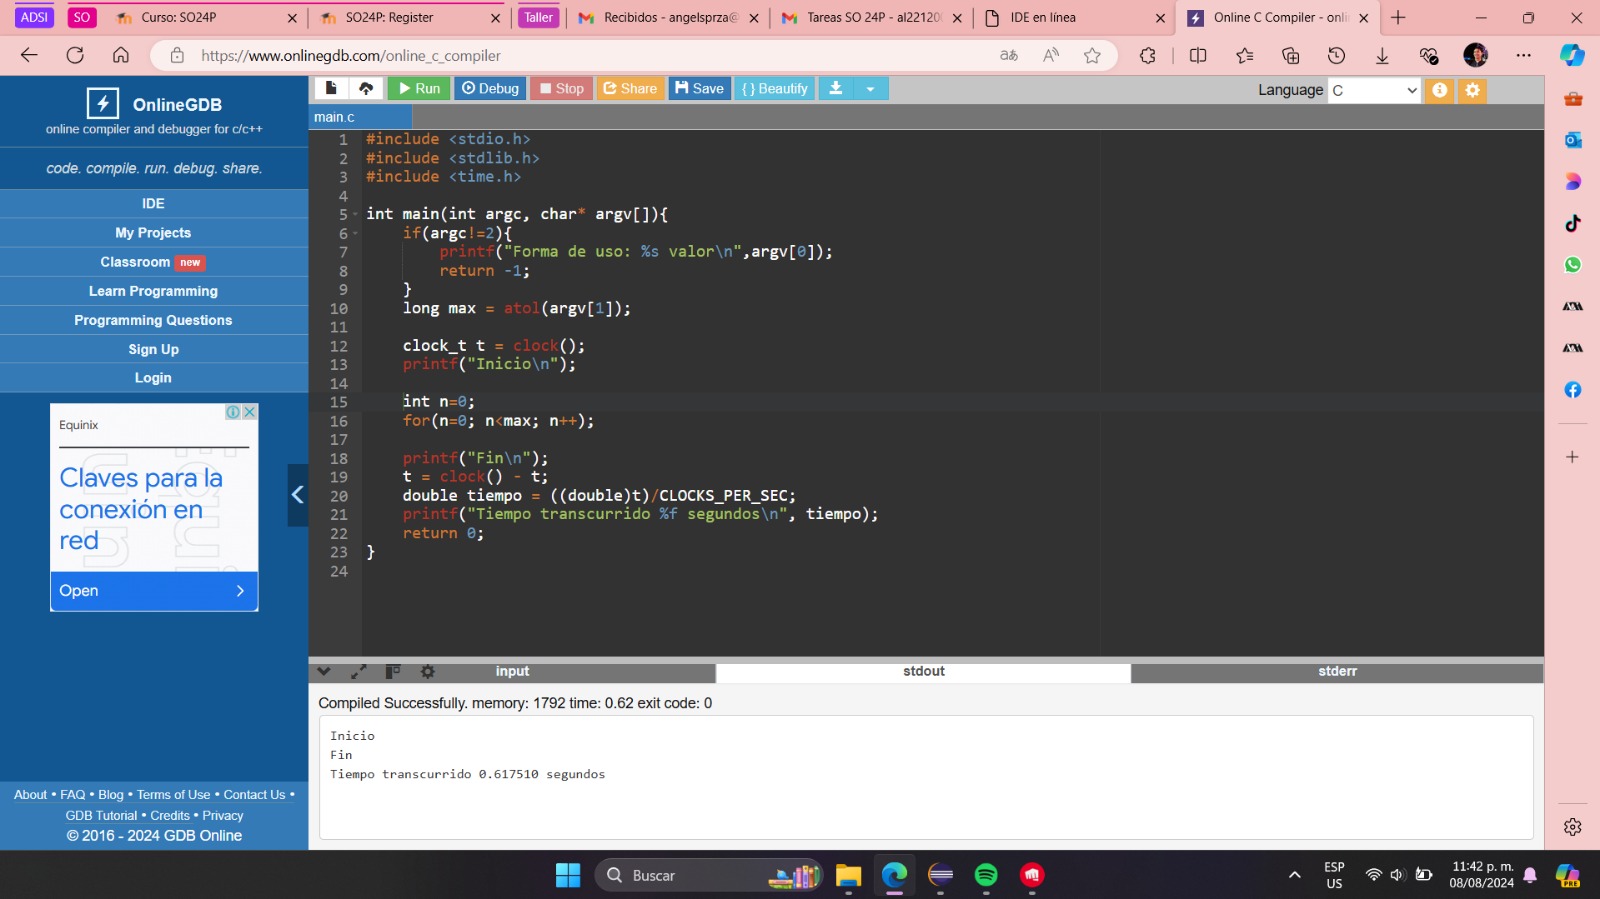 ADSI
SO
Curso: SO24P
SO24P: Register
Taller
Recibidos - angelsprza@
Tareas SO 24P - al22120
IDE en línea
Online C Compiler - onli
https://www.onlinegdb.com/online_c_compiler
OnlineGDB
online compiler and debugger for c/c++
code. compile. run. debug. share.
IDE
My Projects
Classroom new
Learn Programming
Programming Questions
Sign Up
Login
Equinix
Claves para la
conexión en
red
Open
About • FAQ • Blog • Terms of Use • Contact Us •
GDB Tutorial • Credits • Privacy
© 2016 - 2024 GDB Online
Run
Debug
Stop
Share
Save
{ } Beautify
Language C
main.c
1 #include <stdio.h>
2 #include <stdlib.h>
3 #include <time.h>
4
5 int main(int argc, char* argv[]){
6 if(argc!=2){
7 printf("Forma de uso: %s valor\n",argv[0]);
8 return -1;
9 }
10 long max = atol(argv[1]);
11
12 clock_t t = clock();
13 printf("Inicio\n");
14
15 int n=0;
16 for(n=0; n<max; n++);
17
18 printf("Fin\n");
19 t = clock() - t;
20 double tiempo = ((double)t)/CLOCKS_PER_SEC;
21 printf("Tiempo transcurrido %f segundos\n", tiempo);
22 return 0;
23 }
24
input
stdout
stderr
Compiled Successfully. memory: 1792 time: 0.62 exit code: 0
Inicio
Fin
Tiempo transcurrido 0.617510 segundos
Buscar
ESP
US
11:42 p. m.
08/08/2024
PRE